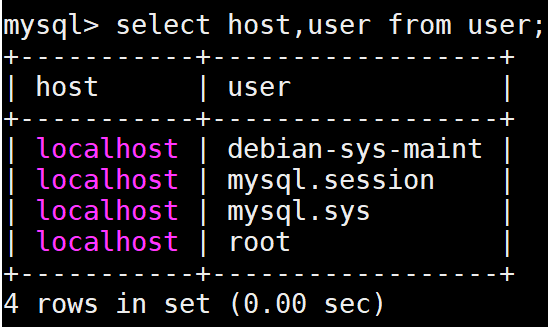 mysql> select host,user from user;
+-----------+------------------+
| host      | user             |
+-----------+------------------+
| localhost | debian-sys-maint |
| localhost | mysql.session    |
| localhost | mysql.sys        |
| localhost | root             |
+-----------+------------------+
4 rows in set (0.00 sec)